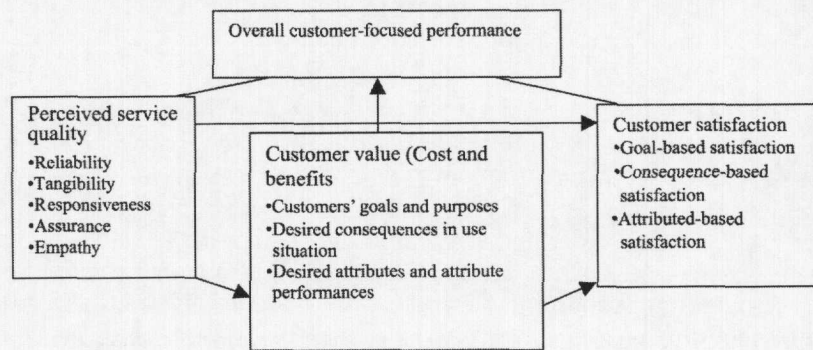 Overall customer-focused performance
Perceived service
quality
•Reliability
•Tangibility
•Responsiveness
•Assurance
•Empathy
Customer value (Cost and
benefits
•Customers' goals and purposes
•Desired consequences in use
situation
•Desired attributes and attribute
performances
Customer satisfaction
•Goal-based satisfaction
•Consequence-based
satisfaction
•Attributed-based
satisfaction